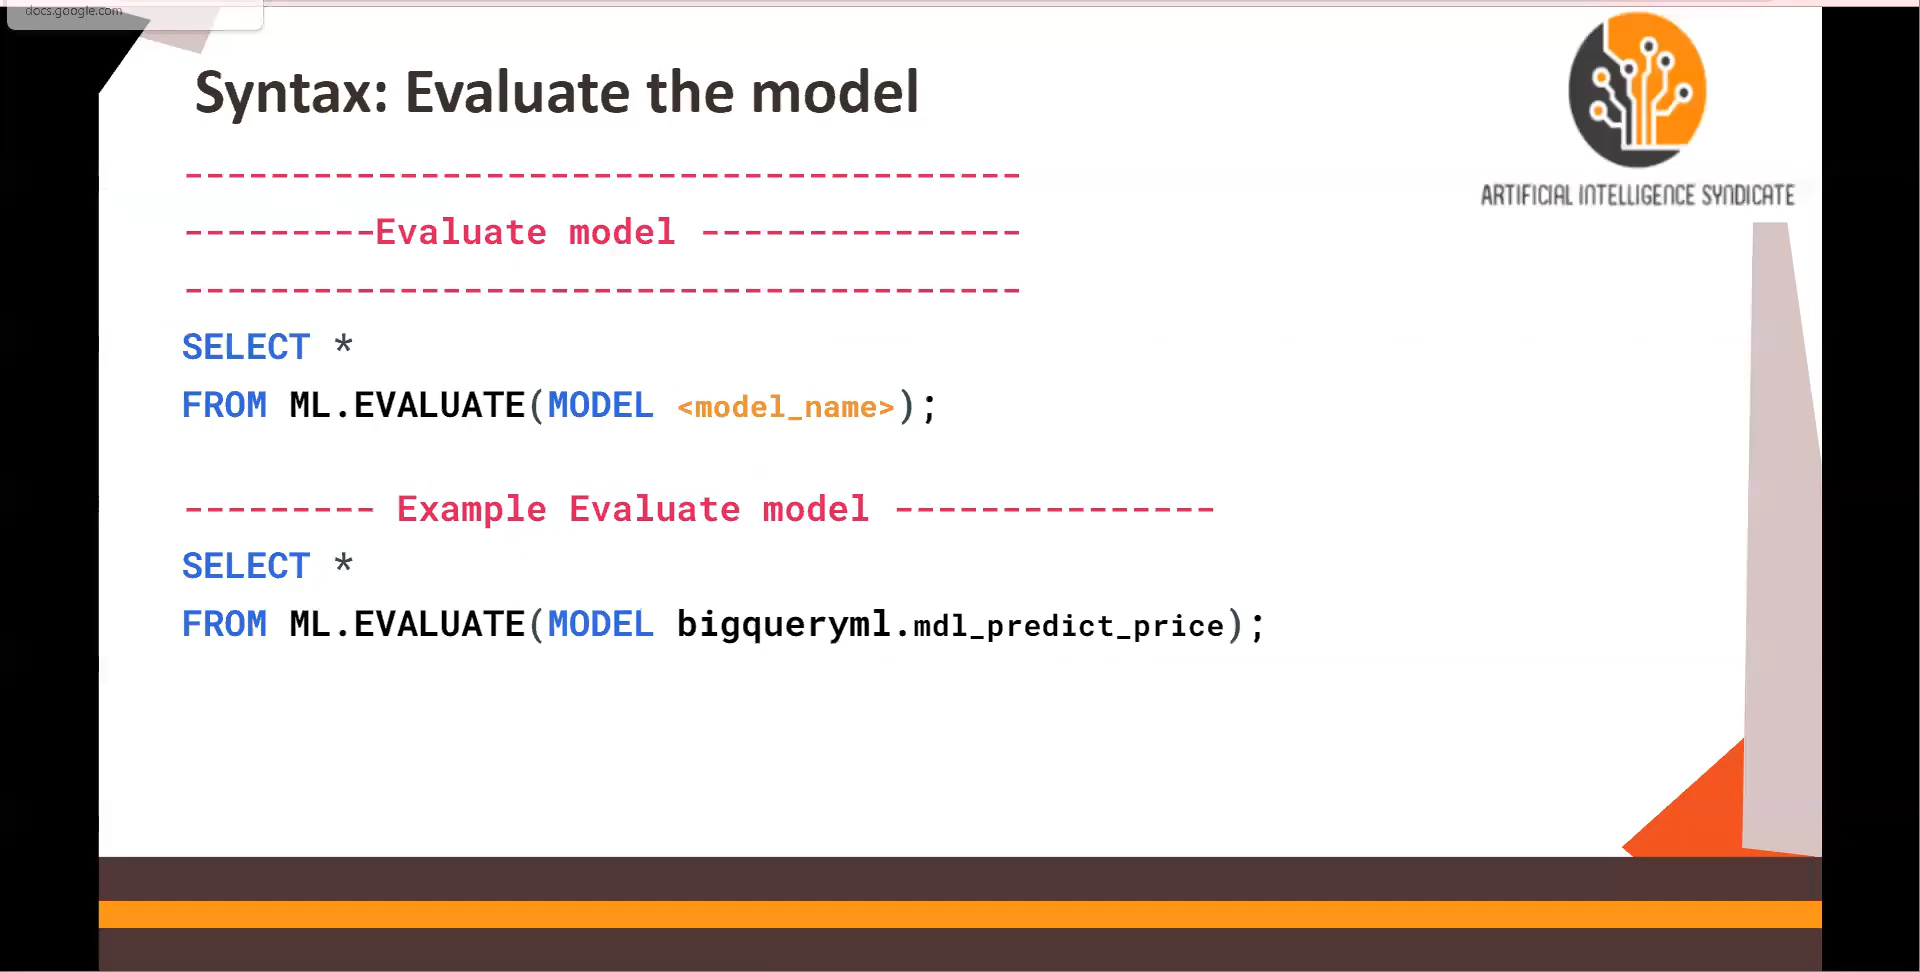 docs.google.com
Syntax: Evaluate the model
ARTIFICIAL INTELLIGENCE SYNDICATE
---------------------------------------
---------Evaluate model ---------------
---------------------------------------
SELECT *
FROM ML.EVALUATE(MODEL <model_name>);
--------- Example Evaluate model ---------------
SELECT *
FROM ML.EVALUATE(MODEL bigqueryml.mdl_predict_price);